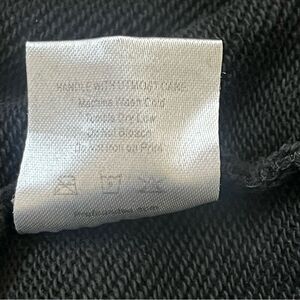 HANDLE WITH UTMOST CARE
Machine Wash Cold
Tumble Dry Low
Do Not Bleach
Do Not Iron on Print